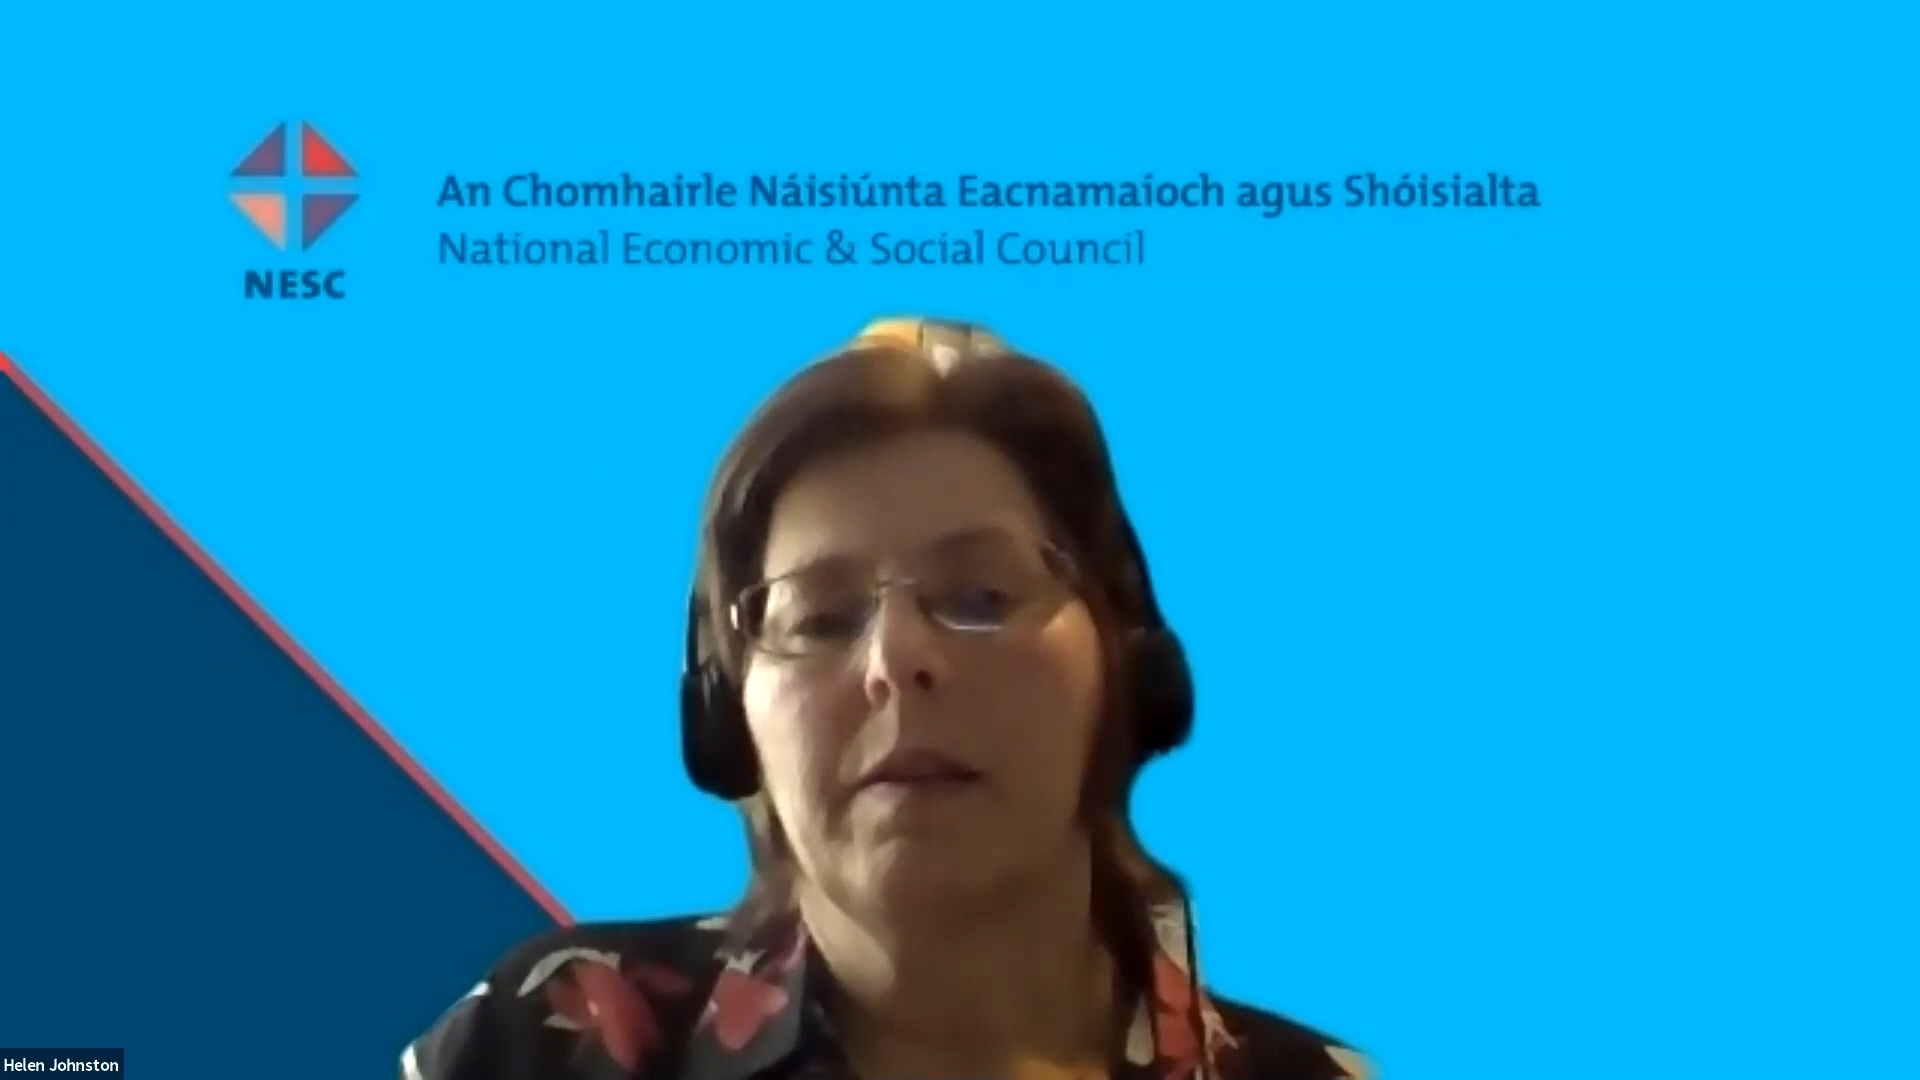 An Chomhairle Náisiúnta Eacnamaíoch agus Shóisialta
National Economic & Social Council
NESC
Helen Johnston